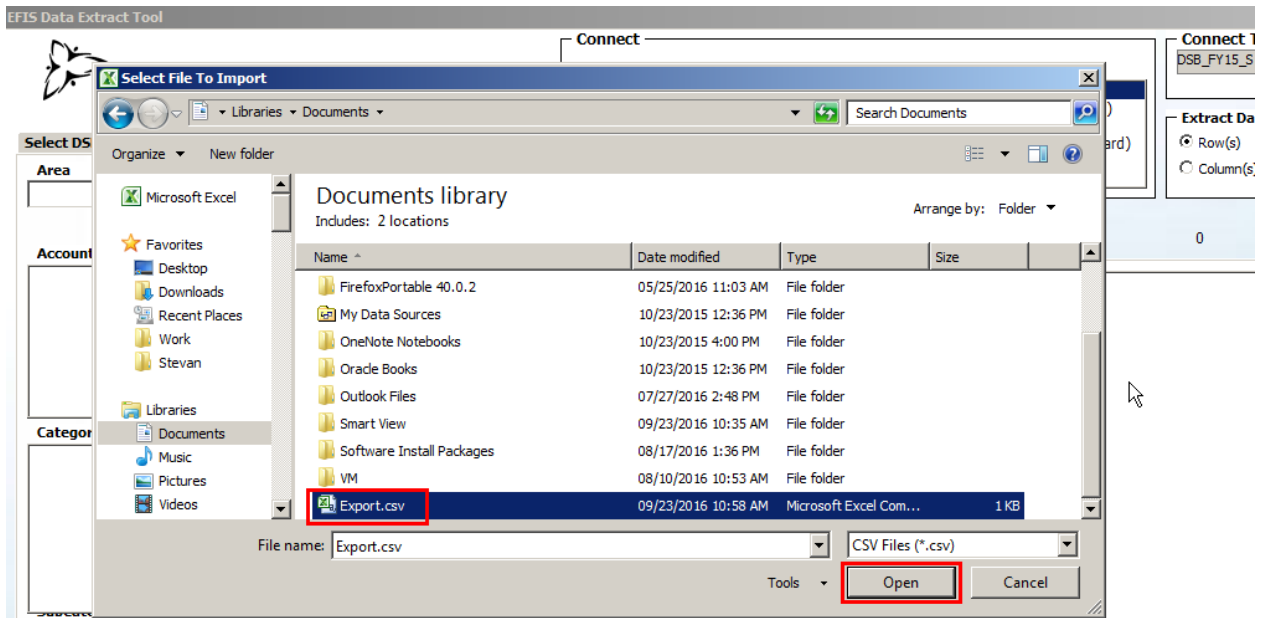 EFIS Data Extract Tool
Connect
Connect T
DSB_FY15_S
Select File To Import
Libraries Documents
Search Documents
)
Extract Da
Select DS
ard)
Row(s)
Organize New folder
Area
Column(s)
Microsoft Excel
Documents library
Includes: 2 locations
Arrange by: Folder
0
Favorites
Account
Name Date modified Type Size
Desktop
Downloads
FirefoxPortable 40.0.2 05/25/2016 11:03 AM File folder
Recent Places
My Data Sources 10/23/2015 12:36 PM File folder
Work
OneNote Notebooks 10/23/2015 4:00 PM File folder
Stevan
Oracle Books 10/23/2015 12:36 PM File folder
Outlook Files 07/27/2016 2:48 PM File folder
Libraries
Smart View 09/23/2016 10:35 AM File folder
Categor
Documents
Software Install Packages 08/17/2016 1:36 PM File folder
Music
VM 08/10/2016 10:53 AM File folder
Pictures
Videos
Export.csv 09/23/2016 10:58 AM Microsoft Excel Com... 1 KB
File name: Export.csv CSV Files (*.csv)
Tools Open Cancel